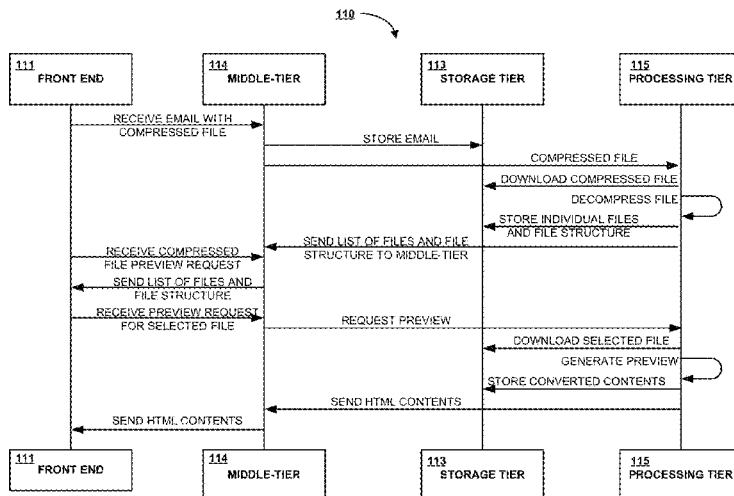 110
111
FRONT END
114
MIDDLE-TIER
113
STORAGE TIER
115
PROCESSING TIER
RECEIVE EMAIL WITH
COMPRESSED FILE
STORE EMAIL
COMPRESSED FILE
DOWNLOAD COMPRESSED FILE
DECOMPRESS FILE
STORE INDIVIDUAL FILES
AND FILE STRUCTURE
SEND LIST OF FILES AND FILE
STRUCTURE TO MIDDLE-TIER
RECEIVE COMPRESSED
FILE PREVIEW REQUEST
SEND LIST OF FILES AND
FILE STRUCTURE
RECEIVE PREVIEW REQUEST
FOR SELECTED FILE
REQUEST PREVIEW
DOWNLOAD SELECTED FILE
GENERATE PREVIEW
STORE CONVERTED CONTENTS
SEND HTML CONTENTS
SEND HTML CONTENTS
111
FRONT END
114
MIDDLE-TIER
113
STORAGE TIER
115
PROCESSING TIER